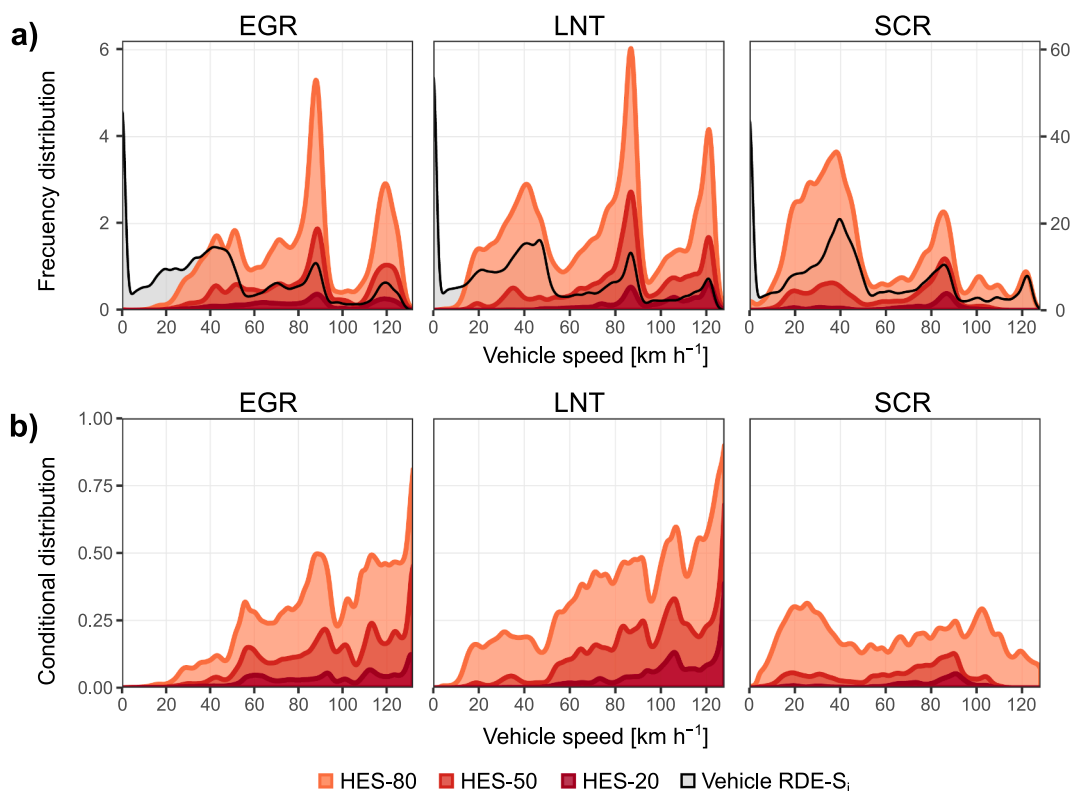 a)
EGR LNT SCR
Frecuency distribution
6
4
2
0
60
40
20
0
0 20 40 60 80 100 120
0 20 40 60 80 100 120
0 20 40 60 80 100 120
Vehicle speed [km h⁻¹]
b)
EGR LNT SCR
Conditional distribution
1.00
0.75
0.50
0.25
0.00
0 20 40 60 80 100 120
0 20 40 60 80 100 120
0 20 40 60 80 100 120
Vehicle speed [km h⁻¹]
HES-80 HES-50 HES-20 Vehicle RDE-Sᵢ